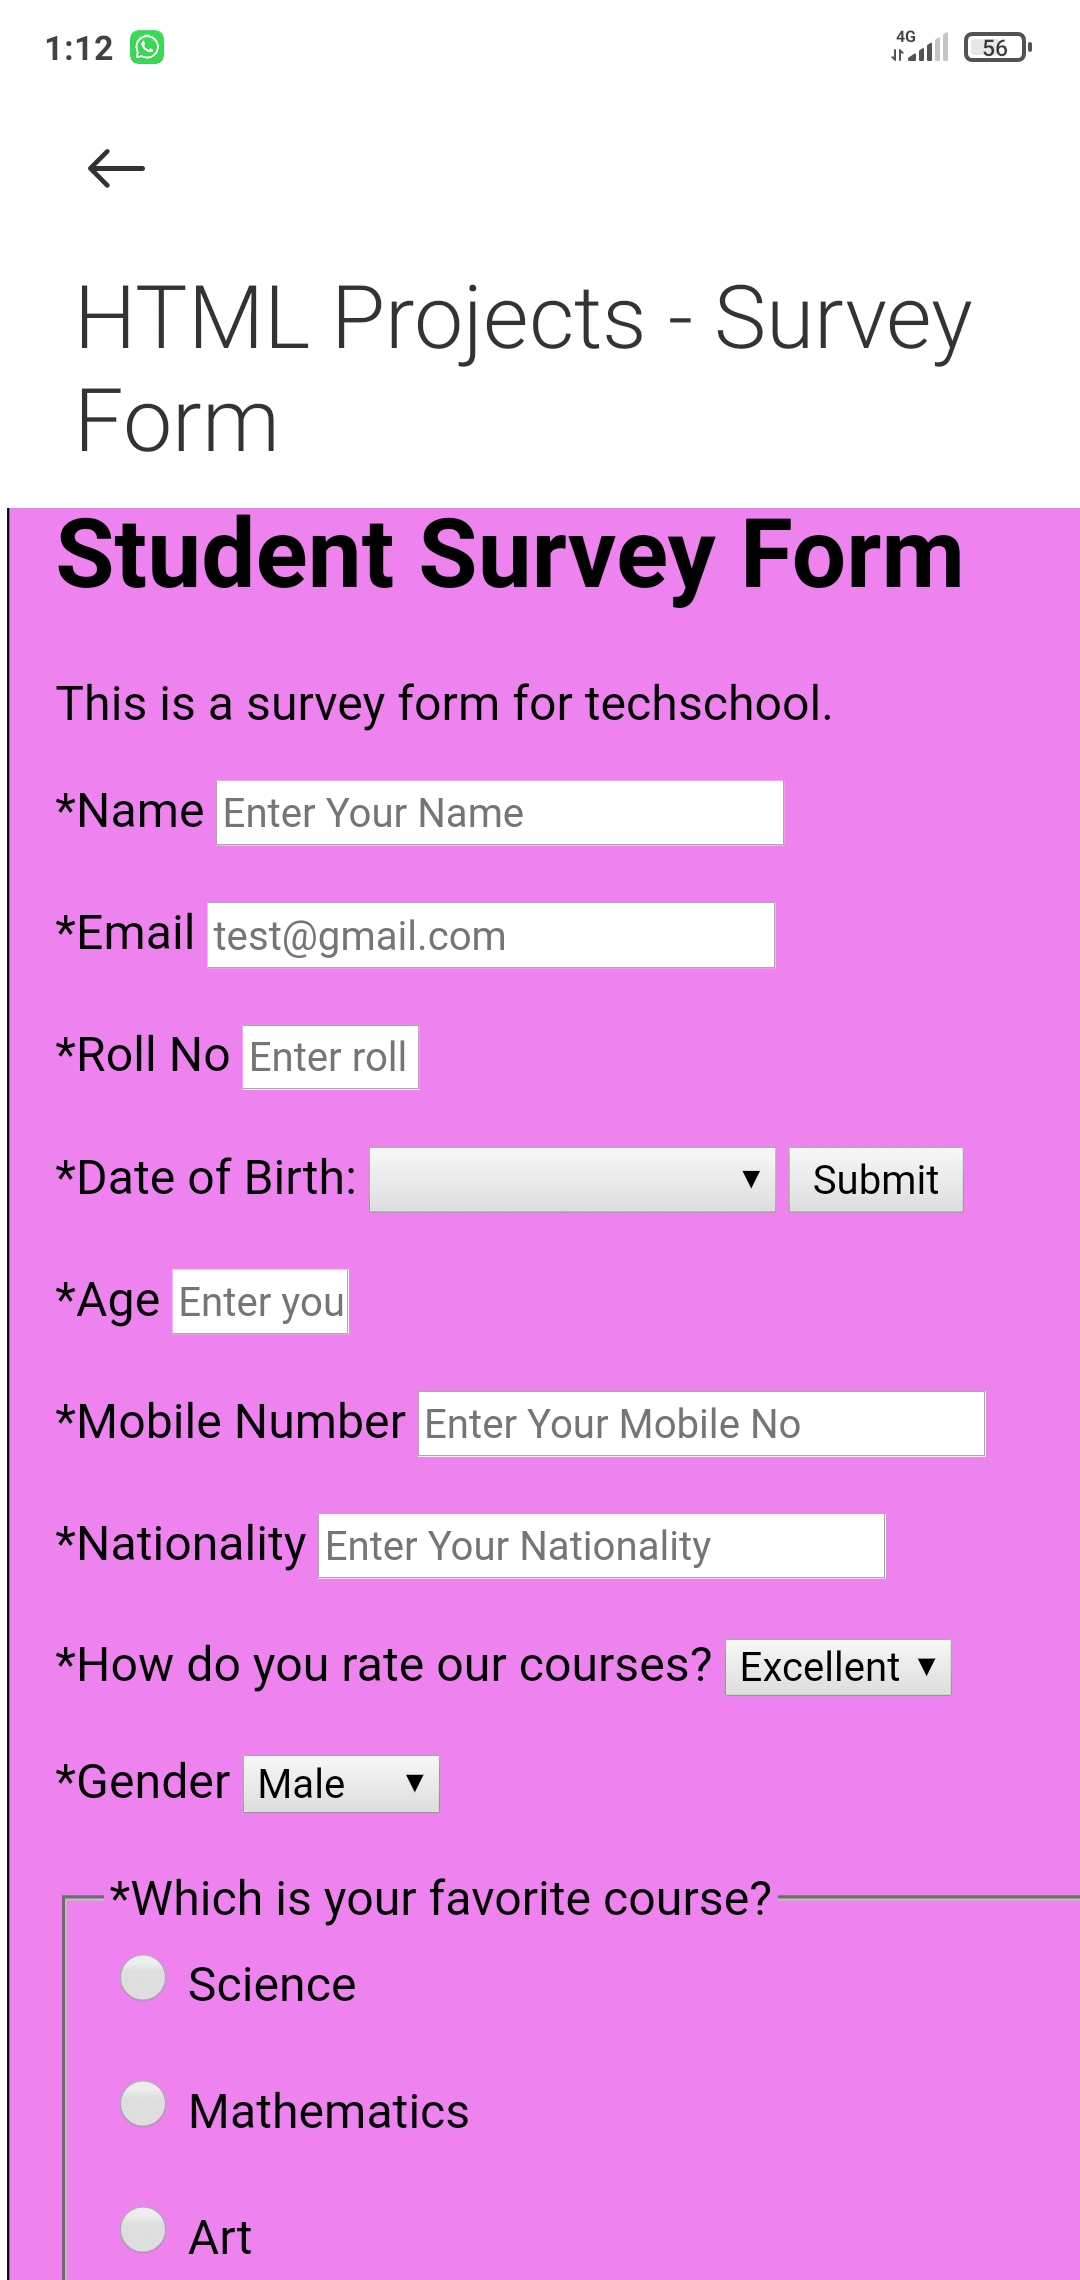 1:12
4G
56
HTML Projects - Survey
Form
Student Survey Form
This is a survey form for techschool.
*Name Enter Your Name
*Email test@gmail.com
*Roll No Enter roll
*Date of Birth: Submit
*Age Enter you
*Mobile Number Enter Your Mobile No
*Nationality Enter Your Nationality
*How do you rate our courses? Excellent
*Gender Male
*Which is your favorite course?
Science
Mathematics
Art